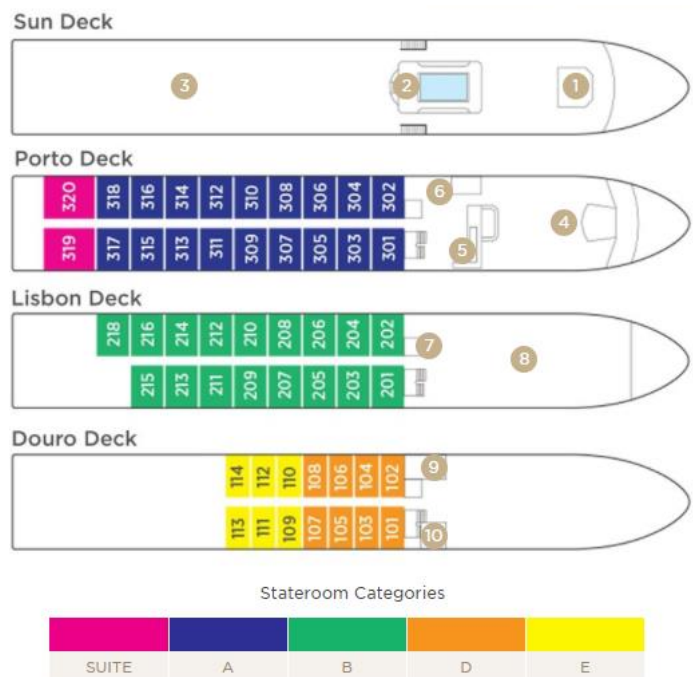 Sun Deck
3 2 1
Porto Deck
320 318 316 314 312 310 308 306 304 302 6
4
319 317 315 313 311 309 307 305 303 301 5
Lisbon Deck
218 216 214 212 210 208 206 204 202 7
8
215 213 211 209 207 205 203 201
Douro Deck
114 112 110 108 106 104 102 9
113 111 109 107 105 103 101 10
Stateroom Categories
SUITE A B D E